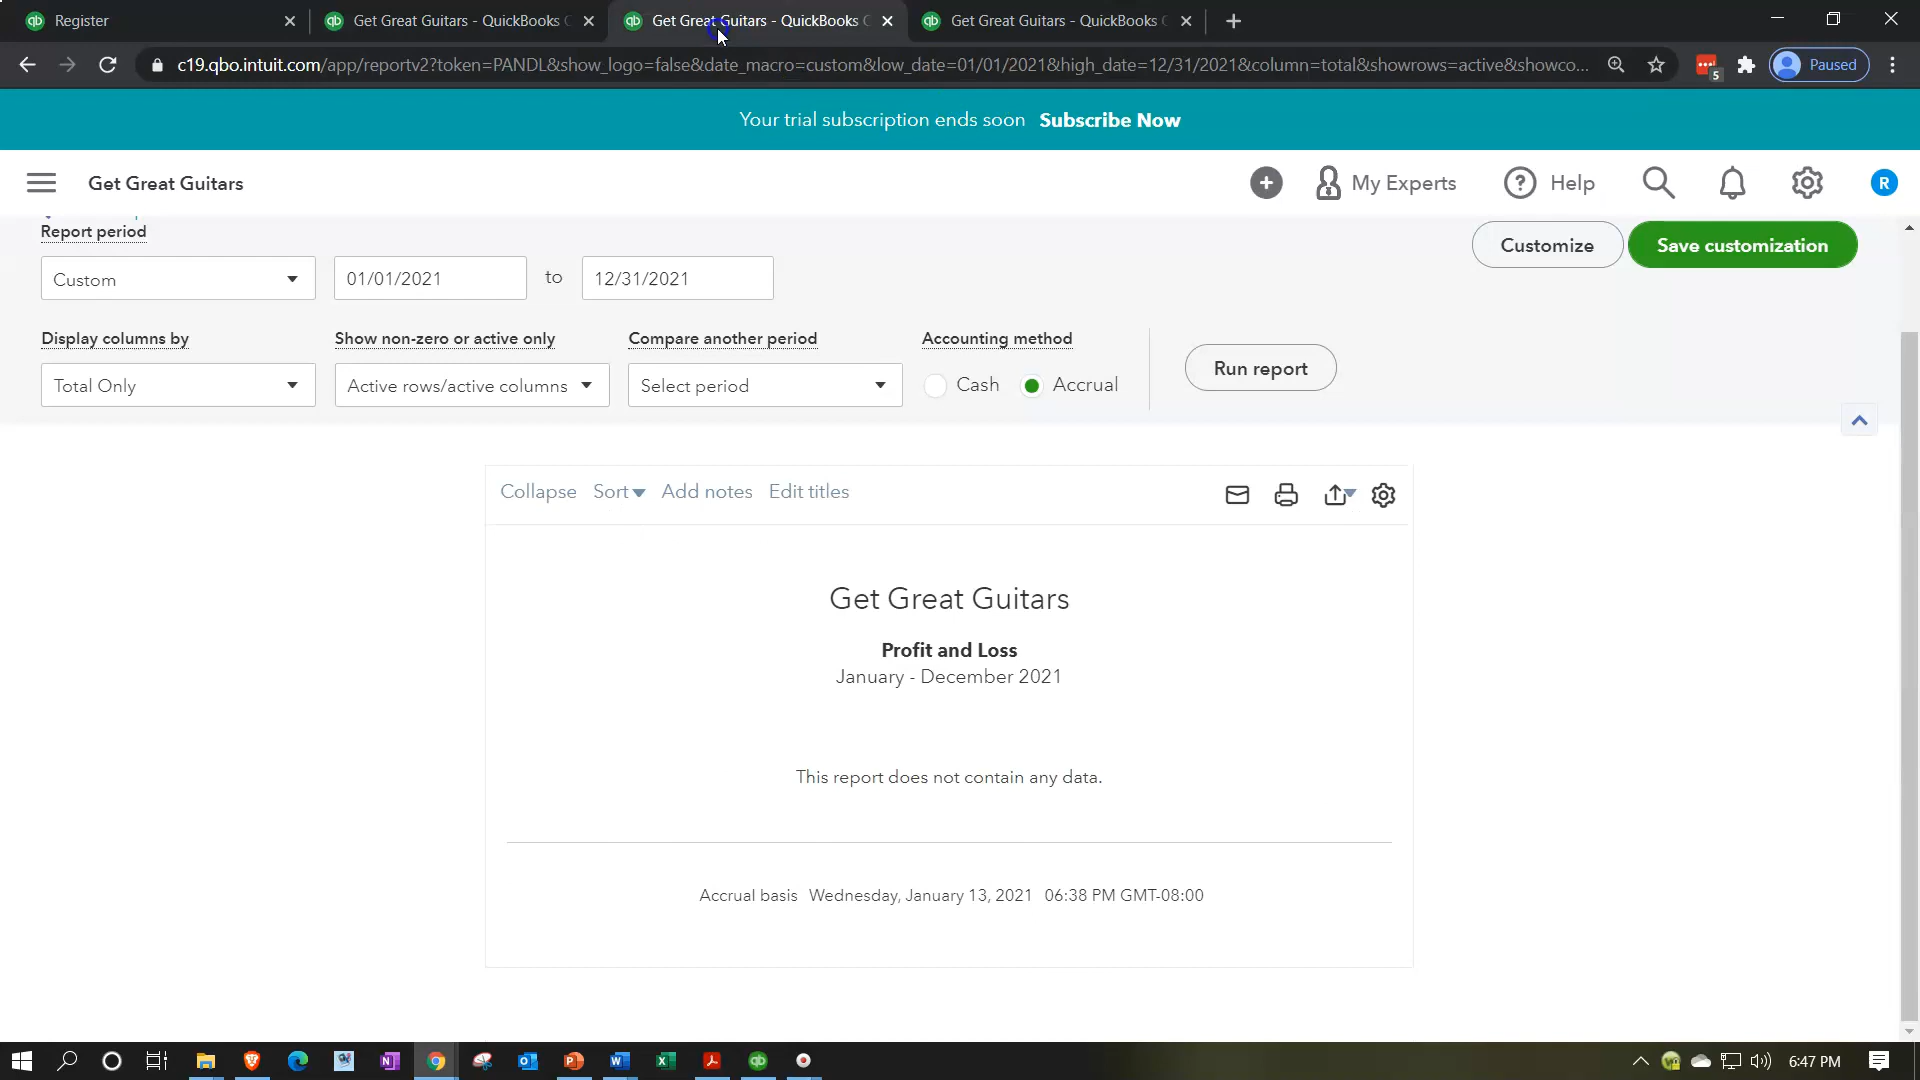 Register
Get Great Guitars - QuickBooks
Get Great Guitars - QuickBooks
Get Great Guitars - QuickBooks
c19.qbo.intuit.com/app/reportv2?token=PANDL&show_logo=false&date_macro=custom&low_date=01/01/2021&high_date=12/31/2021&column=total&showrows=active&showco...
5
Paused
Your trial subscription ends soon Subscribe Now
Get Great Guitars
My Experts
Help
R
Report period
Customize
Save customization
Custom
01/01/2021
to
12/31/2021
Display columns by
Show non-zero or active only
Compare another period
Accounting method
Total Only
Active rows/active columns
Select period
Cash
Accrual
Run report
Collapse Sort Add notes Edit titles
Get Great Guitars
Profit and Loss
January - December 2021
This report does not contain any data.
Accrual basis Wednesday, January 13, 2021 06:38 PM GMT-08:00
6:47 PM